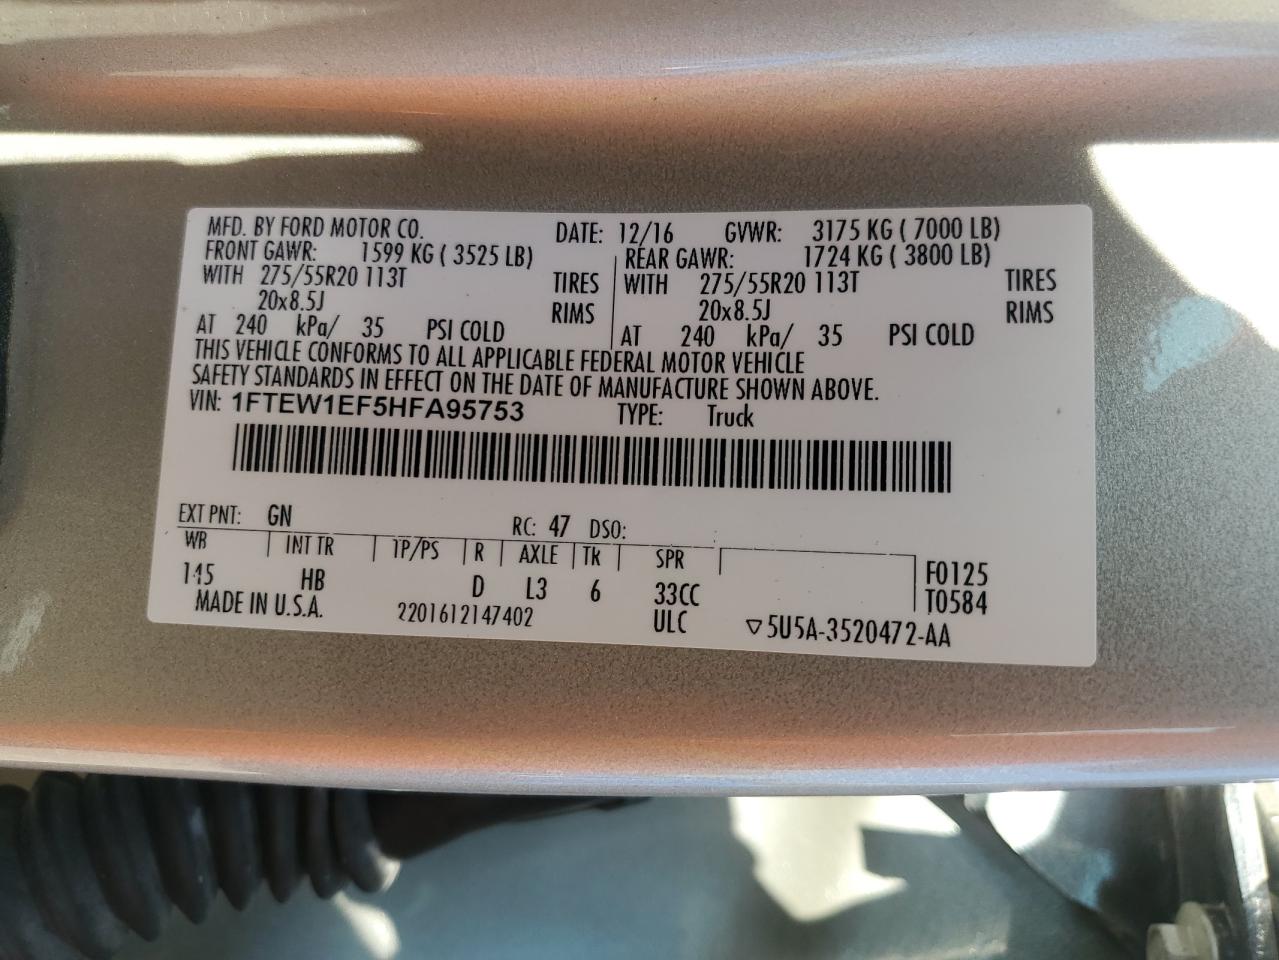 MFD. BY FORD MOTOR CO. DATE: 12/16 GVWR: 3175 KG ( 7000 LB)
FRONT GAWR: 1599 KG ( 3525 LB) REAR GAWR: 1724 KG ( 3800 LB)
WITH 275/55R20 113T TIRES WITH 275/55R20 113T TIRES
20x8.5J RIMS 20x8.5J RIMS
AT 240 kPa/ 35 PSI COLD AT 240 kPa/ 35 PSI COLD
THIS VEHICLE CONFORMS TO ALL APPLICABLE FEDERAL MOTOR VEHICLE
SAFETY STANDARDS IN EFFECT ON THE DATE OF MANUFACTURE SHOWN ABOVE.
VIN: 1FTEW1EF5HFA95753 TYPE: Truck
EXT PNT: GN RC: 47 DSO:
WB INT TR TP/PS R AXLE TK SPR F0125
145 HB D L3 6 33CC T0584
MADE IN U.S.A. 2201612147402 ULC ▽5U5A-3520472-AA